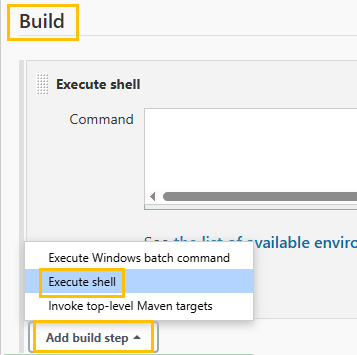 Build
Execute shell
Command
See the list of available enviro
Execute Windows batch command
Execute shell
Invoke top-level Maven targets
Add build step